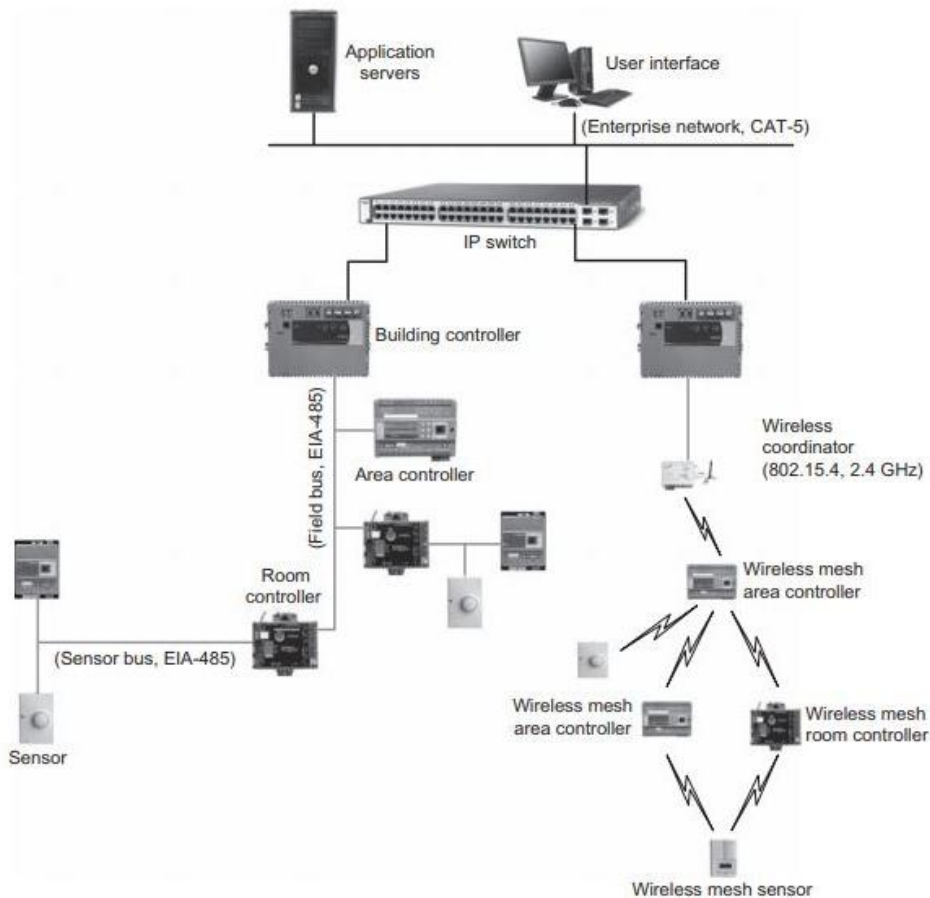 Application
servers
User interface
(Enterprise network, CAT-5)
IP switch
Building controller
(Field bus, EIA-485)
Area controller
Wireless
coordinator
(802.15.4, 2.4 GHz)
Room
controller
Wireless mesh
area controller
(Sensor bus, EIA-485)
Sensor
Wireless mesh
area controller
Wireless mesh
room controller
Wireless mesh sensor